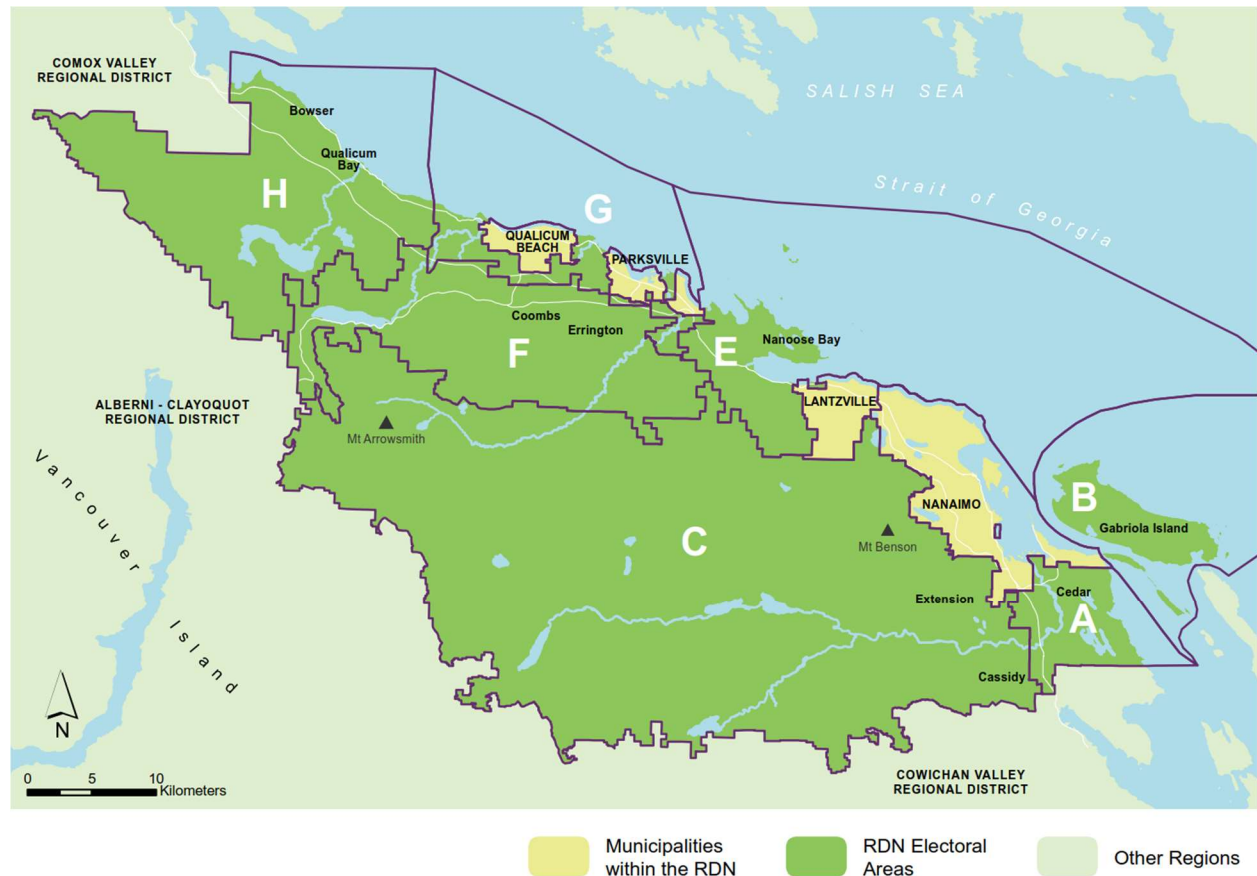 COMOX VALLEY
REGIONAL DISTRICT
SALISH SEA
Bowser
Qualicum
Bay
Strait of Georgia
H
G
QUALICUM
BEACH
PARKSVILLE
Coombs
Errington
Nanoose Bay
F
E
ALBERNI - CLAYOQUOT
REGIONAL DISTRICT
LANTZVILLE
Mt Arrowsmith
Vancouver Island
NANAIMO
B
Gabriola Island
C
Mt Benson
Extension
Cedar
A
Cassidy
N
0 5 10
Kilometers
COWICHAN VALLEY
REGIONAL DISTRICT
Municipalities
within the RDN
RDN Electoral
Areas
Other Regions